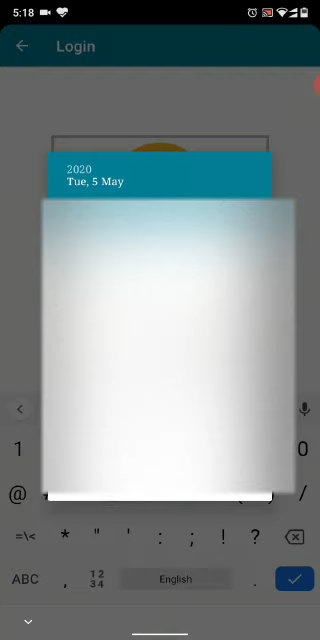 5:18
Login
2020
Tue, 5 May
1 0
@ /
=\< * " ' : ; ! ? 
ABC , 12 34 English .